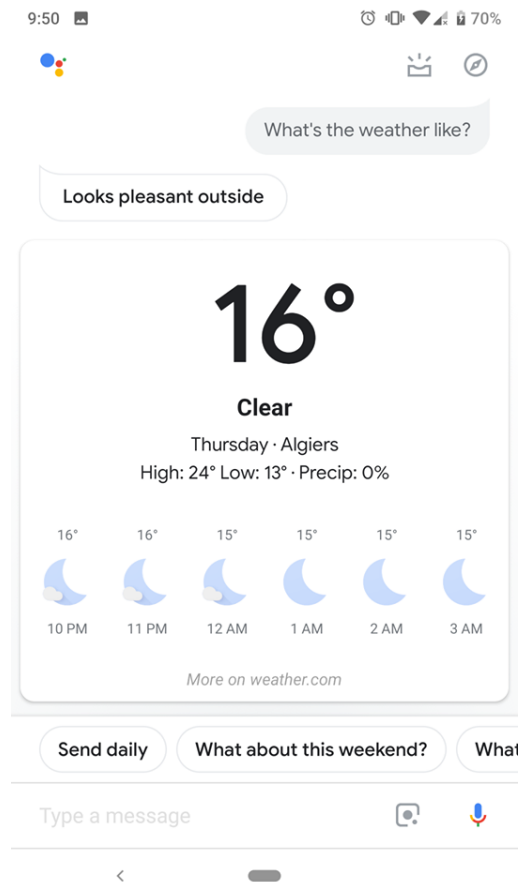 9:50 70%
What's the weather like?
Looks pleasant outside
16°
Clear
Thursday · Algiers
High: 24° Low: 13° · Precip: 0%
16° 16° 15° 15° 15° 15°
10 PM 11 PM 12 AM 1 AM 2 AM 3 AM
More on weather.com
Send daily What about this weekend? What
Type a message